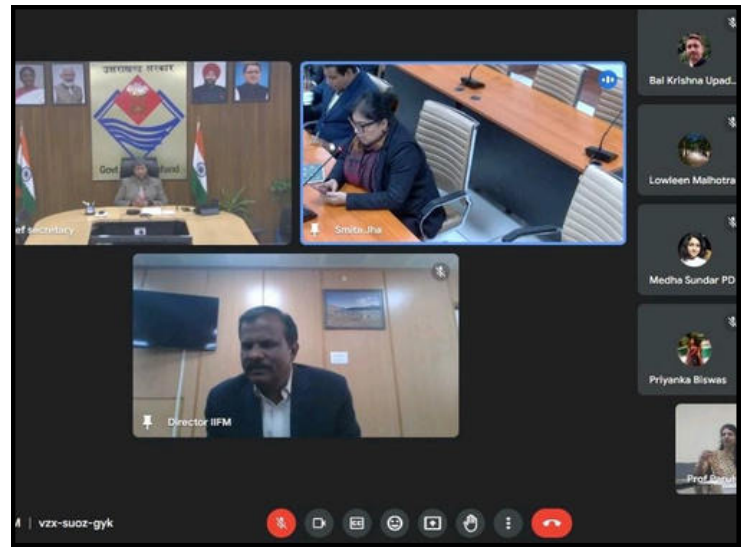 उत्तराखण्ड सरकार
Govt
ef secretary
Smita Jha
Director IIFM
Bal Krishna Upad...
Lowleen Malhotra
Medha Sundar PD
Priyanka Biswas
M | vzx-suoz-gyk